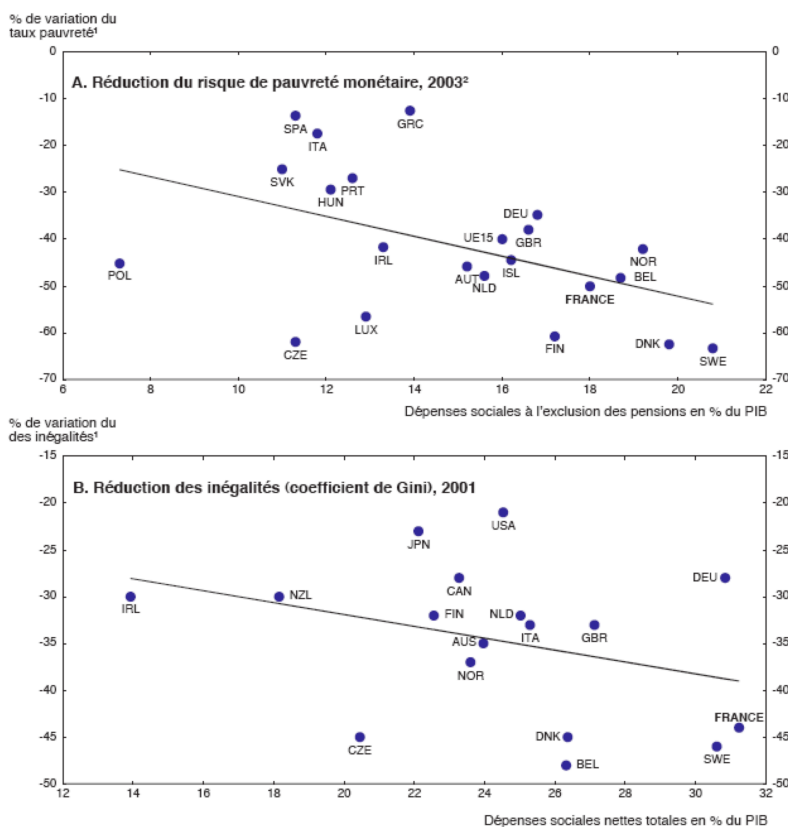 % de variation du
taux pauvreté¹
0
0
A. Réduction du risque de pauvreté monétaire, 2003²
-10
-10
SPA
GRC
ITA
-20
-20
SVK
PRT
HUN
-30
-30
DEU
UE15
GBR
-40
-40
POL
IRL
AUT
NLD
ISL
NOR
BEL
FRANCE
-50
-50
LUX
CZE
FIN
DNK
SWE
-60
-60
-70
-70
6 8 10 12 14 16 18 20 22
Dépenses sociales à l'exclusion des pensions en % du PIB
% de variation du
des inégalités¹
-15
-15
B. Réduction des inégalités (coefficient de Gini), 2001
-20
-20
USA
JPN
-25
-25
CAN
DEU
-30
-30
IRL
NZL
FIN
NLD
ITA
GBR
AUS
-35
-35
NOR
-40
-40
FRANCE
-45
-45
CZE
DNK
BEL
SWE
-50
-50
12 14 16 18 20 22 24 26 28 30 32
Dépenses sociales nettes totales en % du PIB